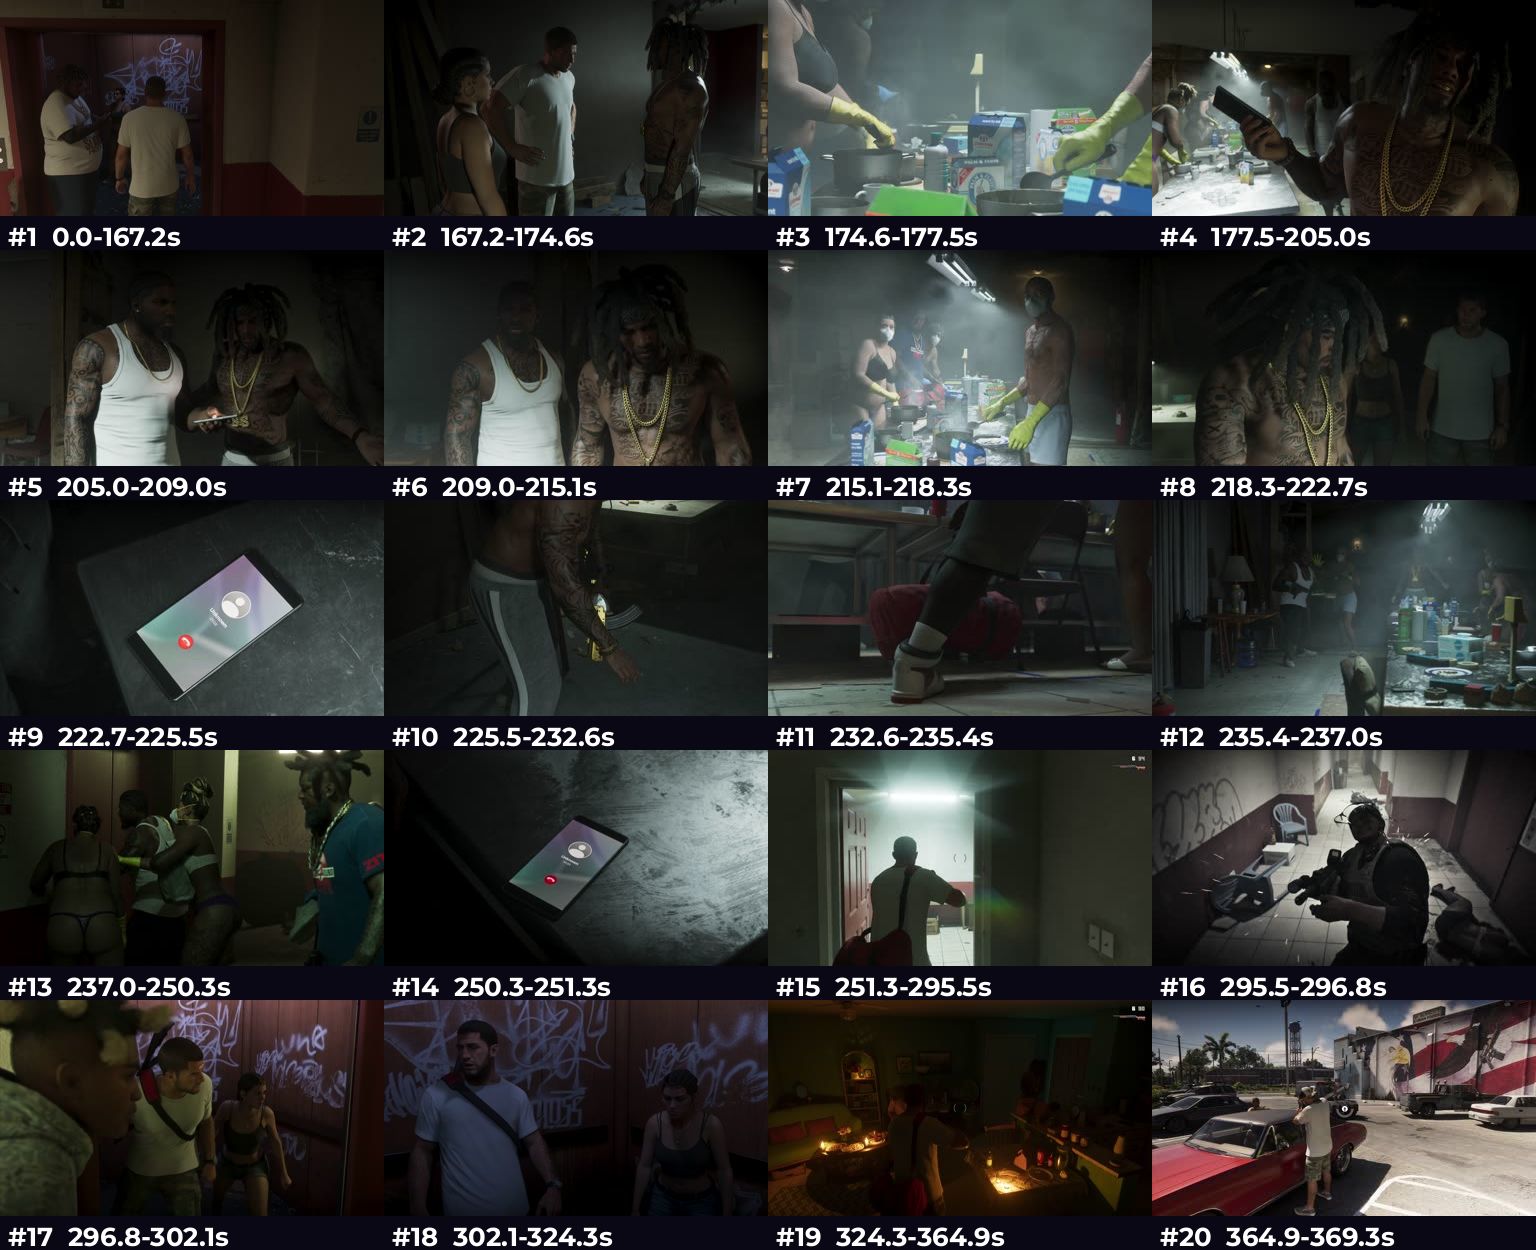 #1 0.0-167.2s
#2 167.2-174.6s
#3 174.6-177.5s
#4 177.5-205.0s
#5 205.0-209.0s
#6 209.0-215.1s
#7 215.1-218.3s
#8 218.3-222.7s
Unknown
#9 222.7-225.5s
#10 225.5-232.6s
#11 232.6-235.4s
#12 235.4-237.0s
#13 237.0-250.3s
Unknown
#14 250.3-251.3s
#15 251.3-295.5s
#16 295.5-296.8s
#17 296.8-302.1s
#18 302.1-324.3s
#19 324.3-364.9s
#20 364.9-369.3s